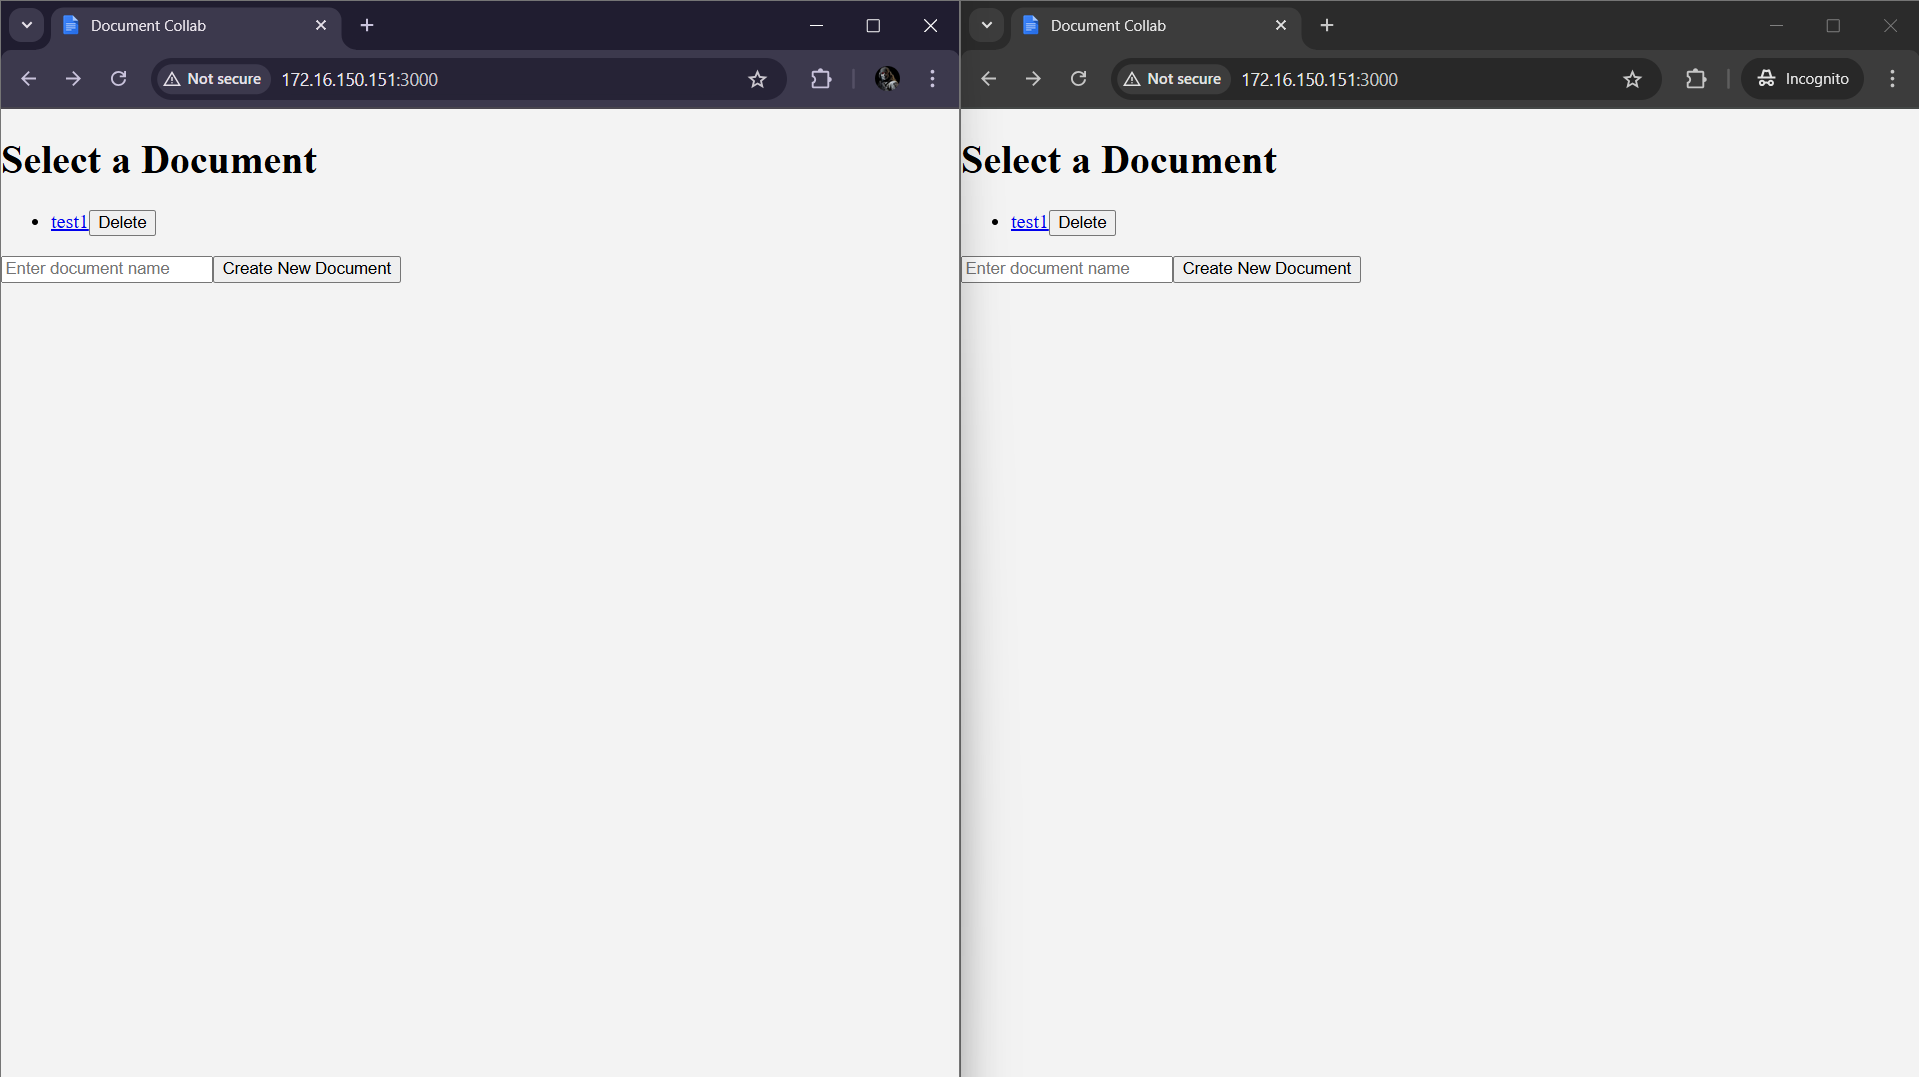 Document Collab
Not secure
172.16.150.151:3000
Select a Document
test1 Delete
Enter document name Create New Document
Document Collab
Not secure
172.16.150.151:3000
Incognito
Select a Document
test1 Delete
Enter document name Create New Document